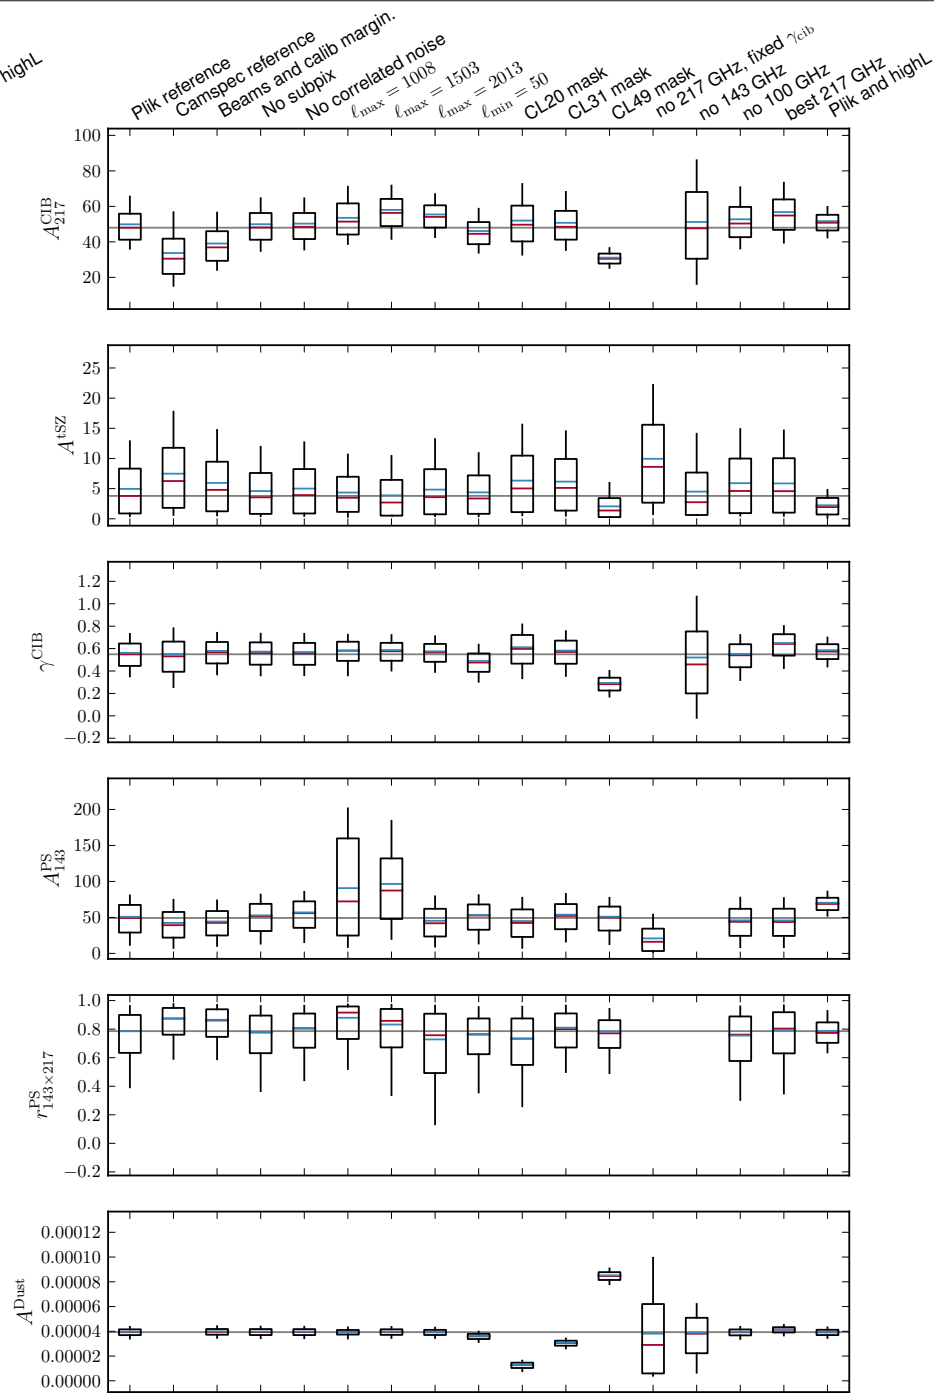 highL
Plik reference
Camspec reference
Beams and calib margin.
No subpix
No correlated noise
ℓmax = 1008
ℓmax = 1503
ℓmax = 2013
ℓmin = 50
CL20 mask
CL31 mask
CL49 mask
no 217 GHz, fixed γcib
no 143 GHz
no 100 GHz
best 217 GHz
Plik and highL
A^CIB_217
100
80
60
40
20
A^tSZ
25
20
15
10
5
0
γ^CIB
1.2
1.0
0.8
0.6
0.4
0.2
0.0
−0.2
A^PS_143
200
150
100
50
0
r^PS_143×217
1.0
0.8
0.6
0.4
0.2
0.0
−0.2
A^Dust
0.00012
0.00010
0.00008
0.00006
0.00004
0.00002
0.00000